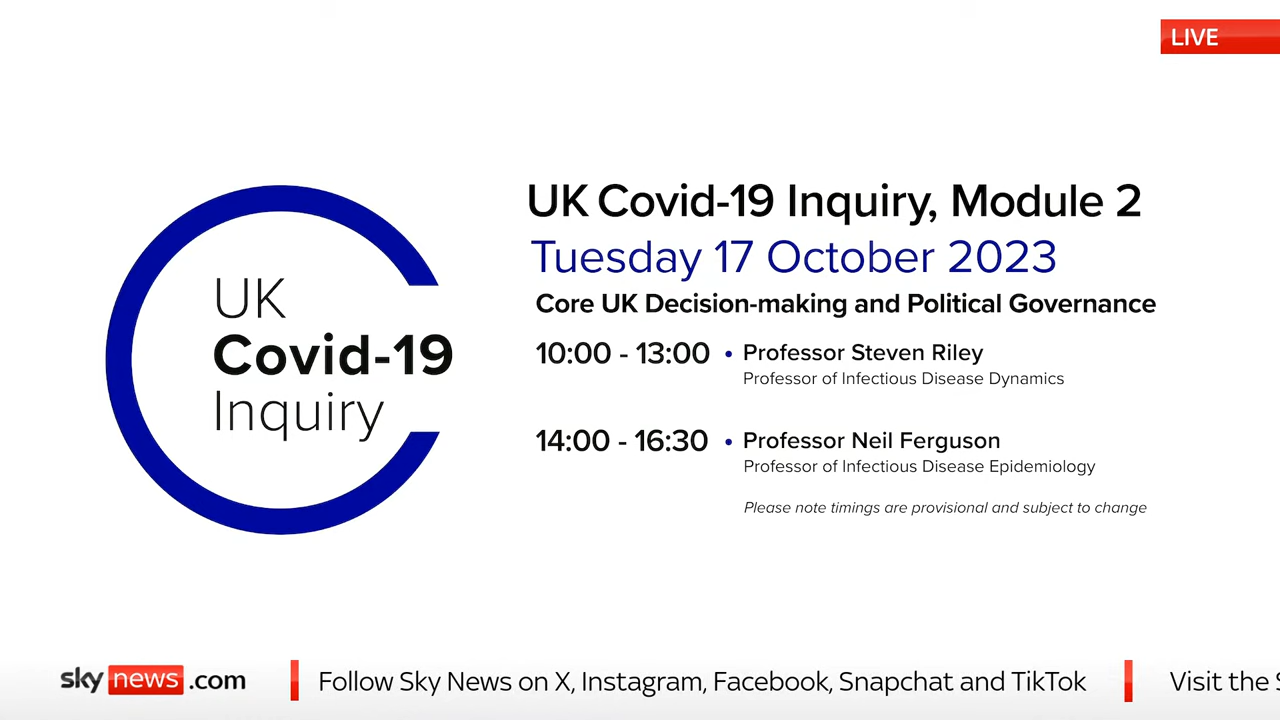 LIVE
UK
Covid-19
Inquiry
UK Covid-19 Inquiry, Module 2
Tuesday 17 October 2023
Core UK Decision-making and Political Governance
10:00 - 13:00 • Professor Steven Riley
Professor of Infectious Disease Dynamics
14:00 - 16:30 • Professor Neil Ferguson
Professor of Infectious Disease Epidemiology
Please note timings are provisional and subject to change
sky news .com Follow Sky News on X, Instagram, Facebook, Snapchat and TikTok Visit the